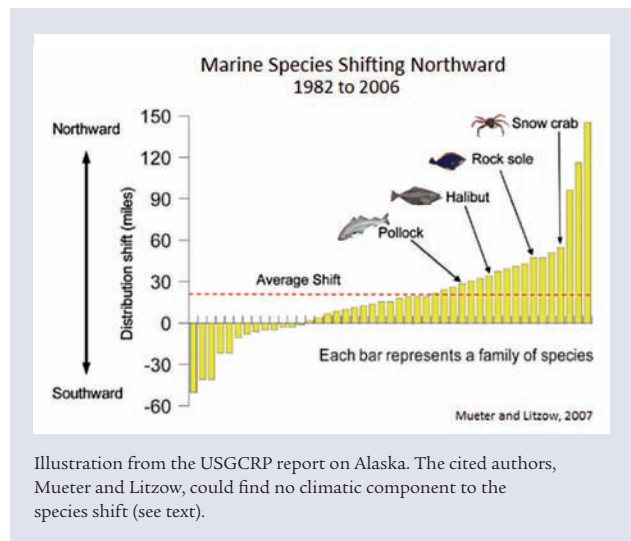 Marine Species Shifting Northward
1982 to 2006
Northward
Southward
Distribution shift (miles)
150
120
90
60
30
0
-30
-60
Snow crab
Rock sole
Halibut
Pollock
Average Shift
Each bar represents a family of species
Mueter and Litzow, 2007
Illustration from the USGCRP report on Alaska. The cited authors,
Mueter and Litzow, could find no climatic component to the
species shift (see text).